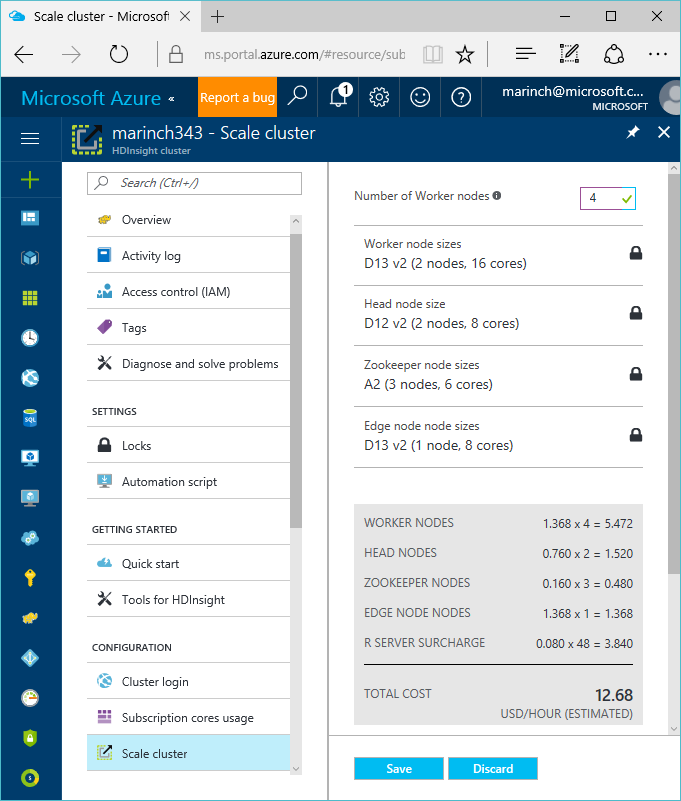 Scale cluster - Microsoft
ms.portal.azure.com/#resource/sub
Microsoft Azure «
Report a bug
1
marinch@microsoft.c...
MICROSOFT
marinch343 - Scale cluster
HDInsight cluster
Search (Ctrl+/)
Overview
Activity log
Access control (IAM)
Tags
Diagnose and solve problems
SETTINGS
Locks
Automation script
GETTING STARTED
Quick start
Tools for HDInsight
CONFIGURATION
Cluster login
Subscription cores usage
Scale cluster
SQL
Number of Worker nodes
4
Worker node sizes
D13 v2 (2 nodes, 16 cores)
Head node size
D12 v2 (2 nodes, 8 cores)
Zookeeper node sizes
A2 (3 nodes, 6 cores)
Edge node node sizes
D13 v2 (1 node, 8 cores)
WORKER NODES 1.368 x 4 = 5.472
HEAD NODES 0.760 x 2 = 1.520
ZOOKEEPER NODES 0.160 x 3 = 0.480
EDGE NODE NODES 1.368 x 1 = 1.368
R SERVER SURCHARGE 0.080 x 48 = 3.840
TOTAL COST 12.68
USD/HOUR (ESTIMATED)
Save Discard